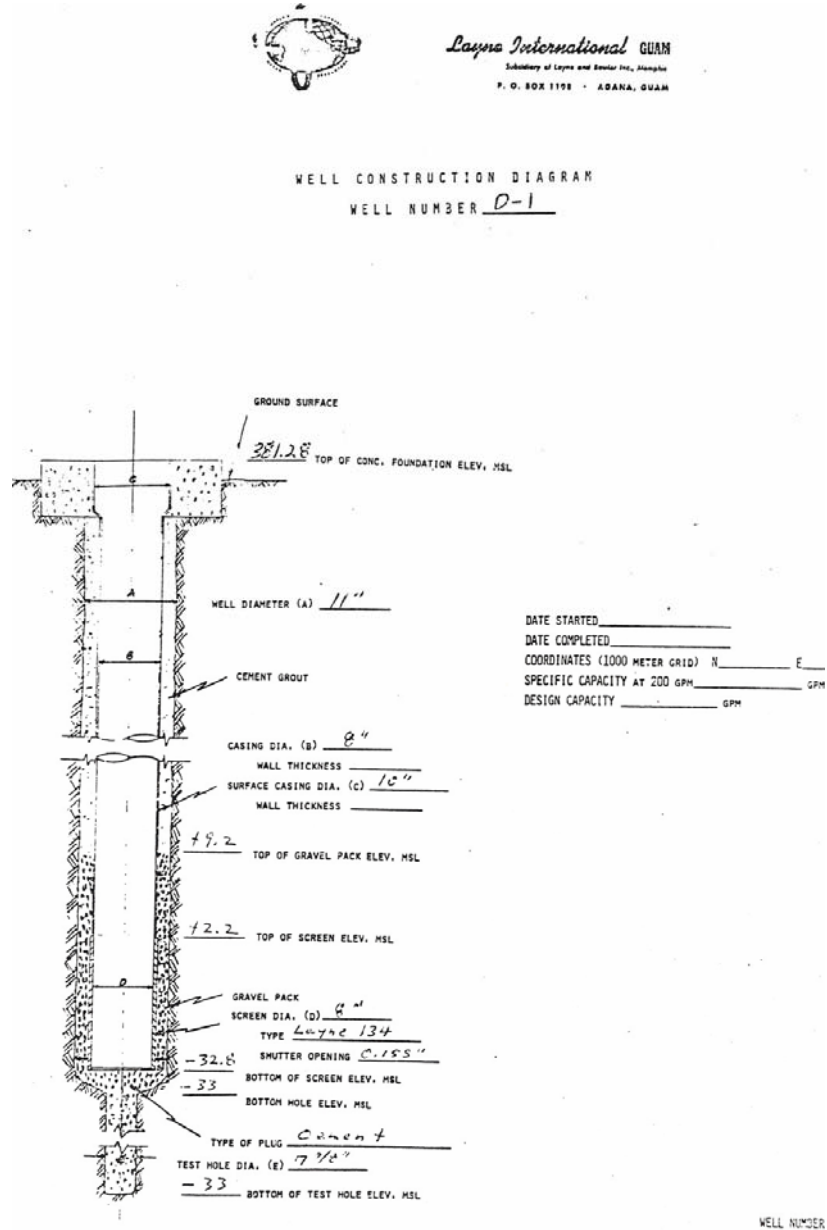 Layne International GUAM
Subsidiary of Layne and Bowler Inc., Memphis
P. O. BOX 1198 · AGANA, GUAM
WELL CONSTRUCTION DIAGRAM
WELL NUMBER D-1
GROUND SURFACE
381.28 TOP OF CONC. FOUNDATION ELEV. MSL
C
A
WELL DIAMETER (A) 11"
DATE STARTED
DATE COMPLETED
COORDINATES (1000 METER GRID) N E
SPECIFIC CAPACITY AT 200 GPM GPM
DESIGN CAPACITY GPM
B
CEMENT GROUT
CASING DIA. (B) 8"
WALL THICKNESS
SURFACE CASING DIA. (C) 10"
WALL THICKNESS
+9.2 TOP OF GRAVEL PACK ELEV. MSL
+2.2 TOP OF SCREEN ELEV. MSL
D
GRAVEL PACK
SCREEN DIA. (D) 8"
TYPE Layne 134
SHUTTER OPENING 0.155"
-32.8 BOTTOM OF SCREEN ELEV. MSL
-33 BOTTOM HOLE ELEV. MSL
TYPE OF PLUG Cement
TEST HOLE DIA. (E) 7 7/8"
E
-33 BOTTOM OF TEST HOLE ELEV. MSL
WELL NUMBER